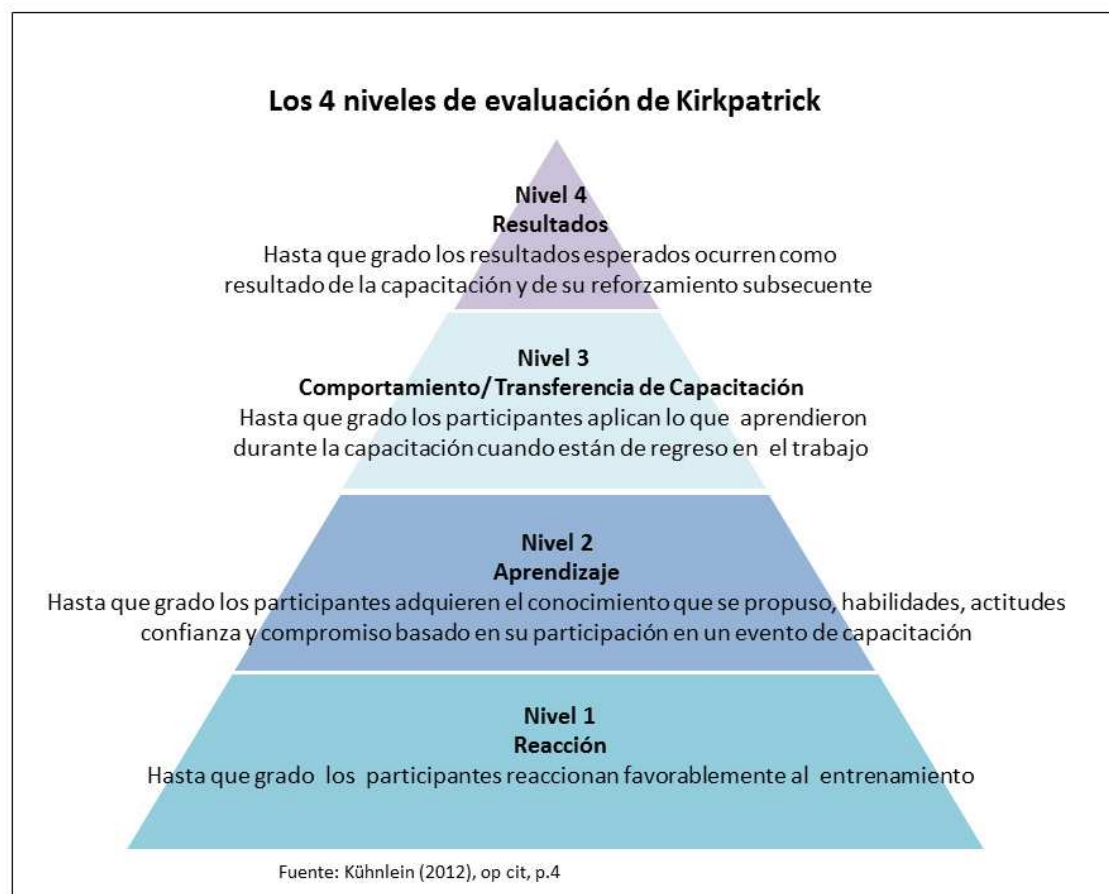 Los 4 niveles de evaluación de Kirkpatrick
Nivel 4
Resultados
Hasta que grado los resultados esperados ocurren como
resultado de la capacitación y de su reforzamiento subsecuente
Nivel 3
Comportamiento/ Transferencia de Capacitación
Hasta que grado los participantes aplican lo que aprendieron
durante la capacitación cuando están de regreso en el trabajo
Nivel 2
Aprendizaje
Hasta que grado los participantes adquieren el conocimiento que se propuso, habilidades, actitudes
confianza y compromiso basado en su participación en un evento de capacitación
Nivel 1
Reacción
Hasta que grado los participantes reaccionan favorablemente al entrenamiento
Fuente: Kühnlein (2012), op cit, p.4